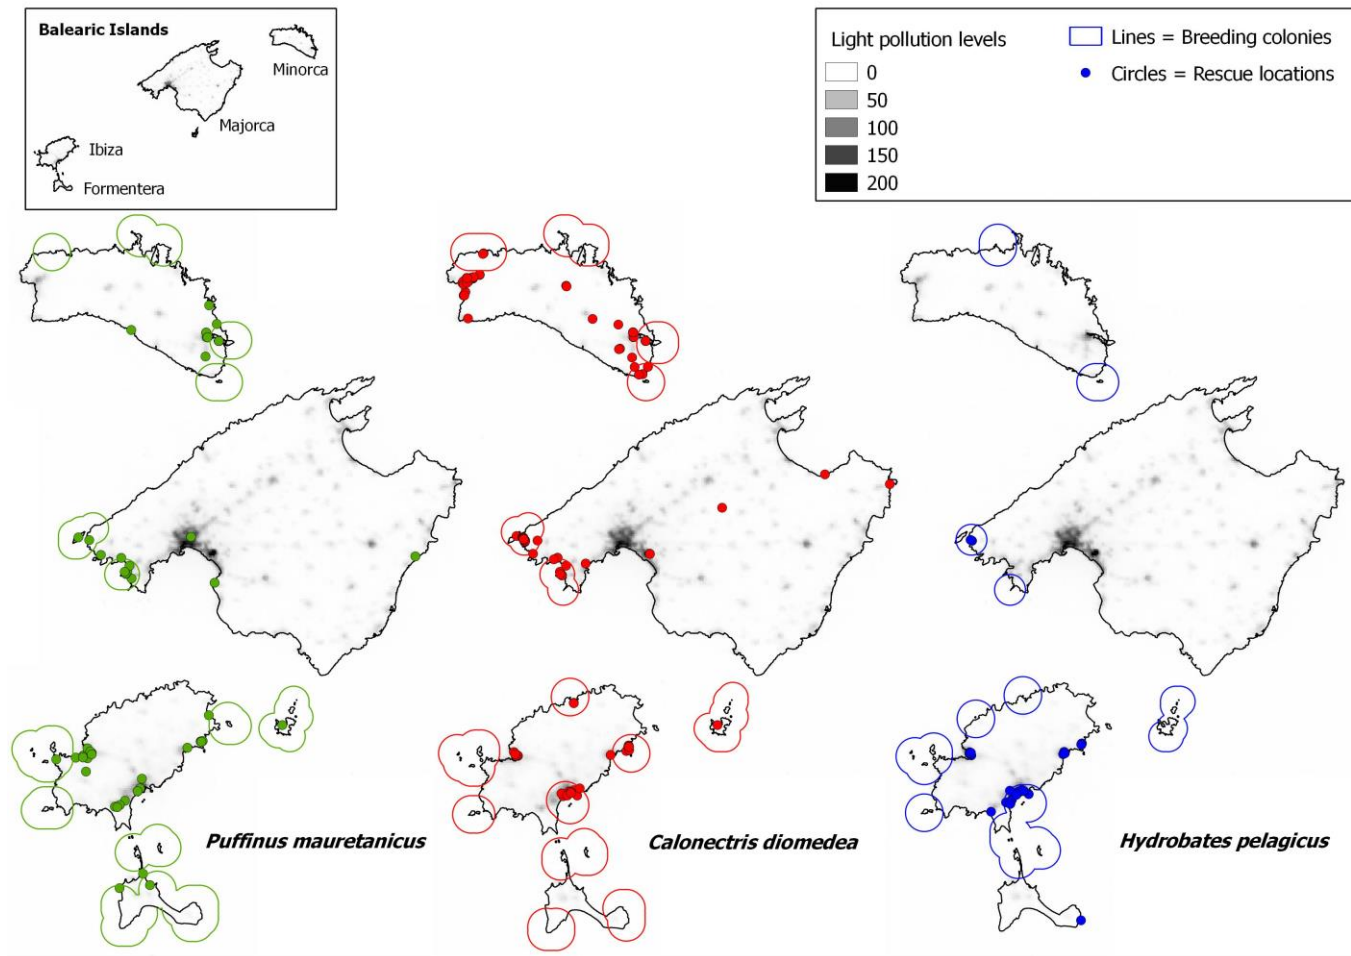 Balearic Islands
Minorca
Majorca
Ibiza
Formentera
Light pollution levels
0
50
100
150
200
Lines = Breeding colonies
Circles = Rescue locations
Puffinus mauretanicus
Calonectris diomedea
Hydrobates pelagicus